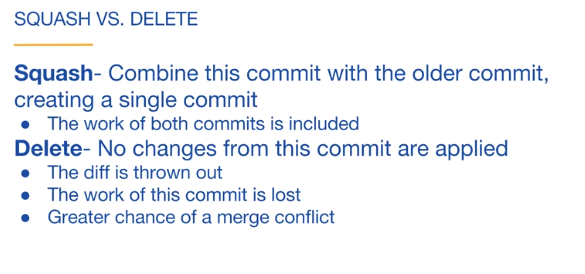 SQUASH VS. DELETE
Squash- Combine this commit with the older commit,
creating a single commit
● The work of both commits is included
Delete- No changes from this commit are applied
● The diff is thrown out
● The work of this commit is lost
● Greater chance of a merge conflict